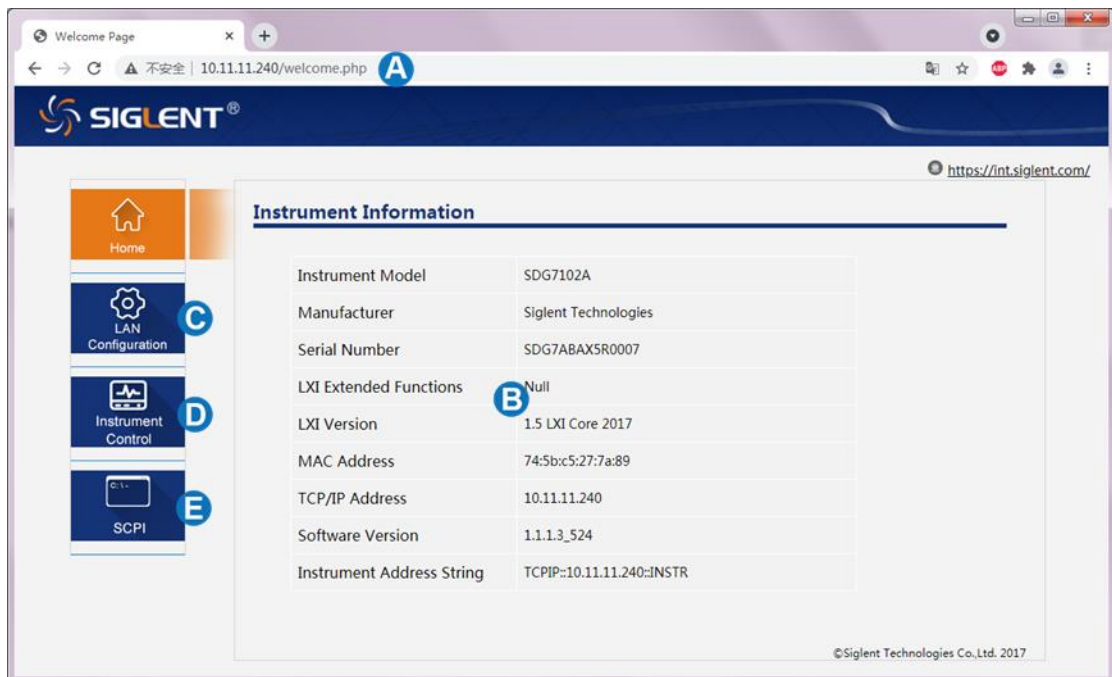 Welcome Page
不安全 | 10.11.11.240/welcome.php A
ABP
SIGLENT®
https://int.siglent.com/
Home
Instrument Information
Instrument Model SDG7102A
Manufacturer Siglent Technologies
Serial Number SDG7ABAX5R0007
LXI Extended Functions Null
B
LXI Version 1.5 LXI Core 2017
MAC Address 74:5b:c5:27:7a:89
TCP/IP Address 10.11.11.240
Software Version 1.1.1.3_524
Instrument Address String TCPIP::10.11.11.240::INSTR
LAN
Configuration
C
Instrument
Control
D
C:\-
SCPI
E
©Siglent Technologies Co.,Ltd. 2017